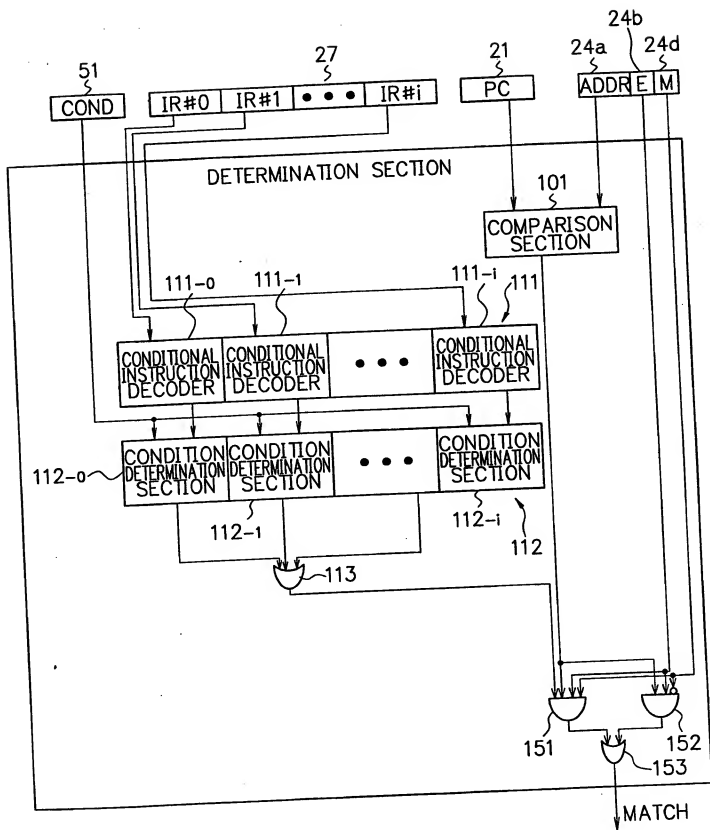 24b
51
27
21
24a
24d
COND
IR#0
IR#1
• • •
IR#i
PC
ADDR
E
M
DETERMINATION SECTION
101
COMPARISON
SECTION
111-0
111-1
111-i
111
CONDITIONAL
INSTRUCTION
DECODER
CONDITIONAL
INSTRUCTION
DECODER
• • •
CONDITIONAL
INSTRUCTION
DECODER
112-0
CONDITION
DETERMINATION
SECTION
CONDITION
DETERMINATION
SECTION
• • •
CONDITION
DETERMINATION
SECTION
112-1
112-i
112
113
151
152
153
MATCH